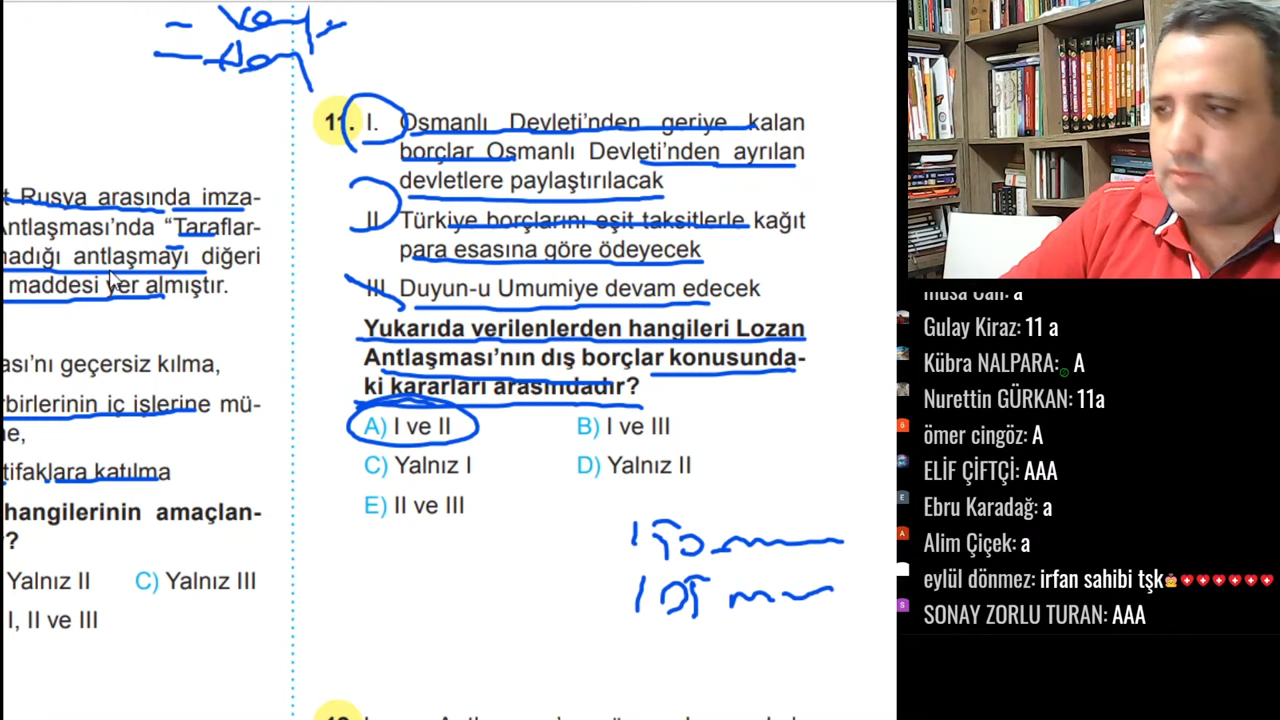 t Rusya arasında imza-
Antlaşması'nda "Taraflar-
madığı antlaşmayı diğeri
maddesi yer almıştır.
ası'nı geçersiz kılma,
birbirlerinin iç işlerine mü-
ne,
tifaklara katılma
hangilerinin amaçlan-
r?
Yalnız II C) Yalnız III
I, II ve III
11. I. Osmanlı Devleti'nden geriye kalan
borçlar Osmanlı Devleti'nden ayrılan
devletlere paylaştırılacak
II. Türkiye borçlarını eşit taksitlerle kağıt
para esasına göre ödeyecek
III. Duyun-u Umumiye devam edecek
Yukarıda verilenlerden hangileri Lozan
Antlaşması'nın dış borçlar konusunda-
ki kararları arasındadır?
A) I ve II B) I ve III
C) Yalnız I D) Yalnız II
E) II ve III
musa Can: a
Gulay Kiraz: 11 a
Kübra NALPARA: A
Nurettin GÜRKAN: 11a
ömer cingöz: A
ELİF ÇİFTÇİ: AAA
Ebru Karadağ: a
Alim Çiçek: a
eylül dönmez: irfan sahibi tşk
SONAY ZORLU TURAN: AAA